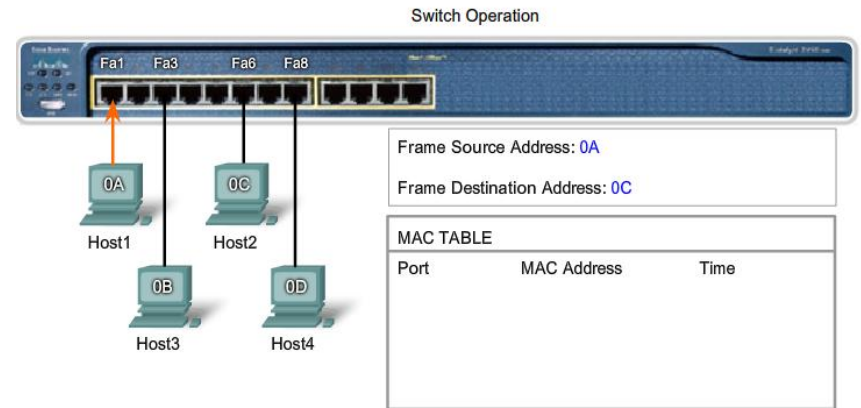 Switch Operation
Fa1 Fa3 Fa6 Fa8
Frame Source Address: 0A
Frame Destination Address: 0C
0A 0C
Host1 Host2
0B 0D
Host3 Host4
MAC TABLE
Port MAC Address Time